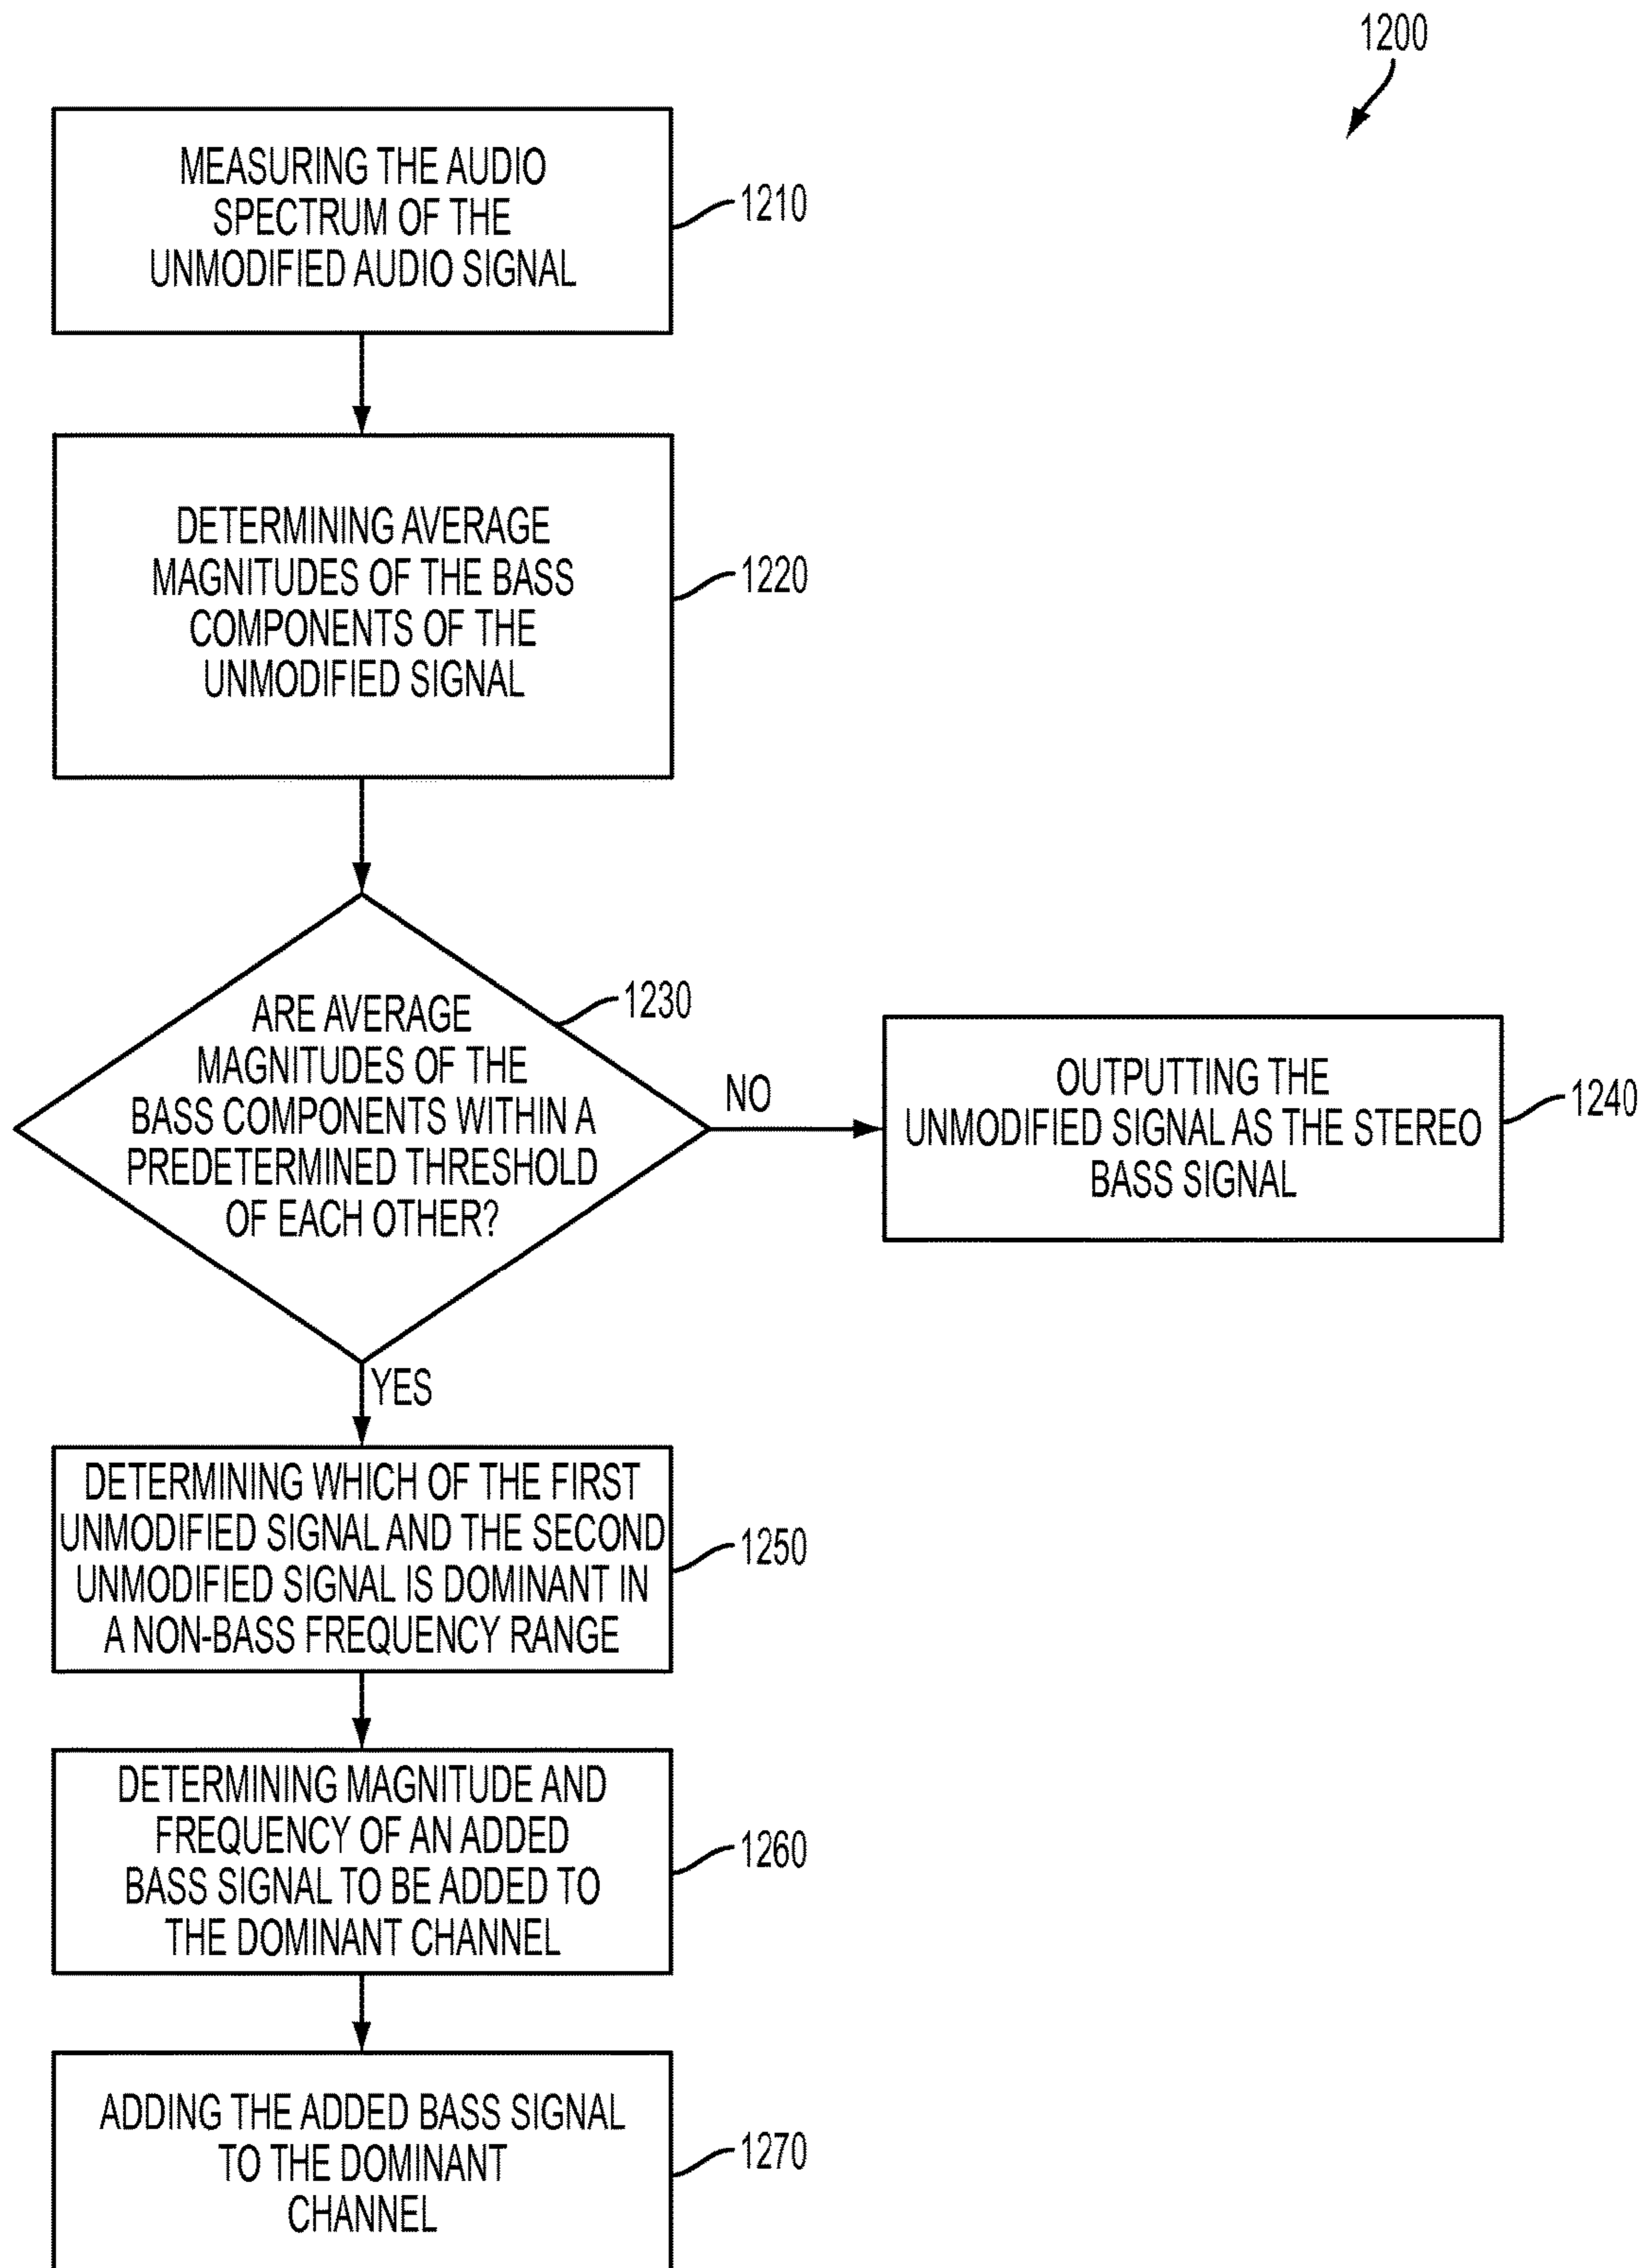 1200
MEASURING THE AUDIO
SPECTRUM OF THE
UNMODIFIED AUDIO SIGNAL
1210
DETERMINING AVERAGE
MAGNITUDES OF THE BASS
COMPONENTS OF THE
UNMODIFIED SIGNAL
1220
ARE AVERAGE
MAGNITUDES OF THE
BASS COMPONENTS WITHIN A
PREDETERMINED THRESHOLD
OF EACH OTHER?
1230
NO
OUTPUTTING THE
UNMODIFIED SIGNAL AS THE STEREO
BASS SIGNAL
1240
YES
DETERMINING WHICH OF THE FIRST
UNMODIFIED SIGNAL AND THE SECOND
UNMODIFIED SIGNAL IS DOMINANT IN
A NON-BASS FREQUENCY RANGE
1250
DETERMINING MAGNITUDE AND
FREQUENCY OF AN ADDED
BASS SIGNAL TO BE ADDED TO
THE DOMINANT CHANNEL
1260
ADDING THE ADDED BASS SIGNAL
TO THE DOMINANT
CHANNEL
1270